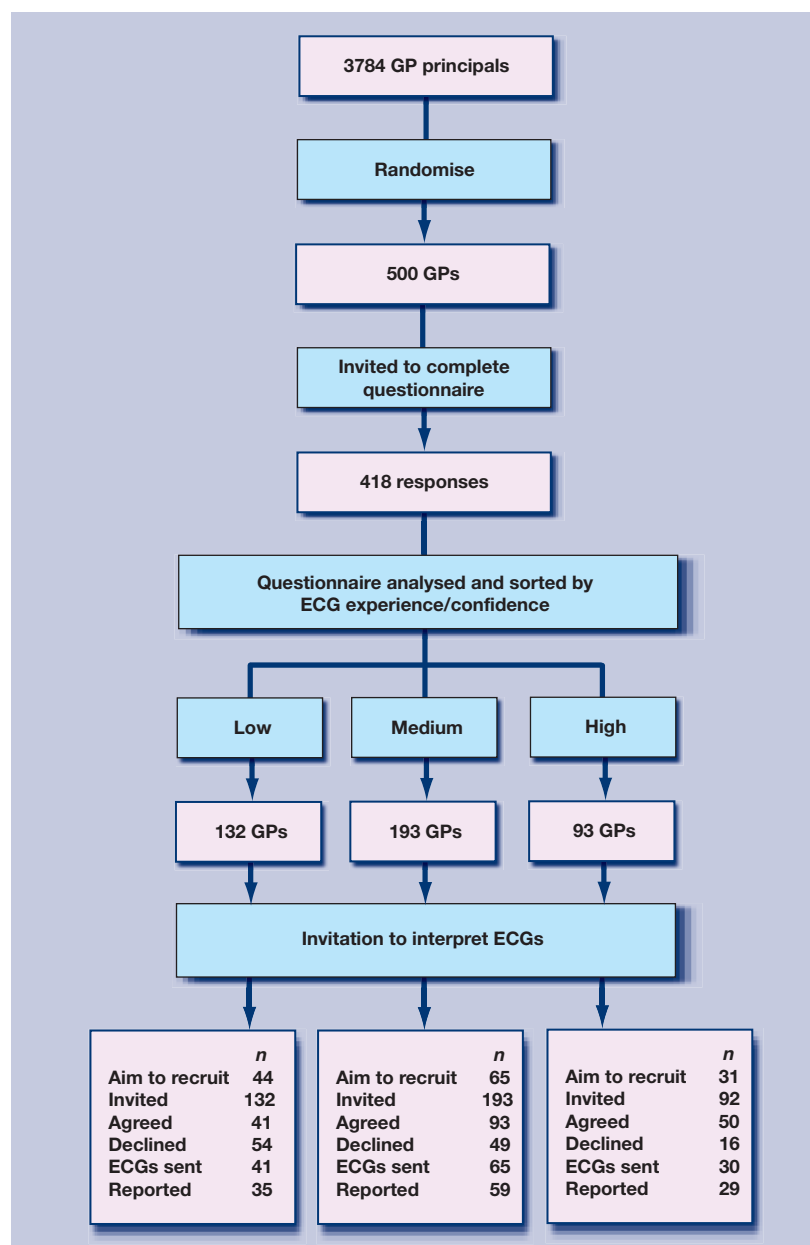 3784 GP principals
Randomise
500 GPs
Invited to complete
questionnaire
418 responses
Questionnaire analysed and sorted by
ECG experience/confidence
Low
Medium
High
132 GPs
193 GPs
93 GPs
Invitation to interpret ECGs
n
Aim to recruit 44
Invited 132
Agreed 41
Declined 54
ECGs sent 41
Reported 35
n
Aim to recruit 65
Invited 193
Agreed 93
Declined 49
ECGs sent 65
Reported 59
n
Aim to recruit 31
Invited 92
Agreed 50
Declined 16
ECGs sent 30
Reported 29